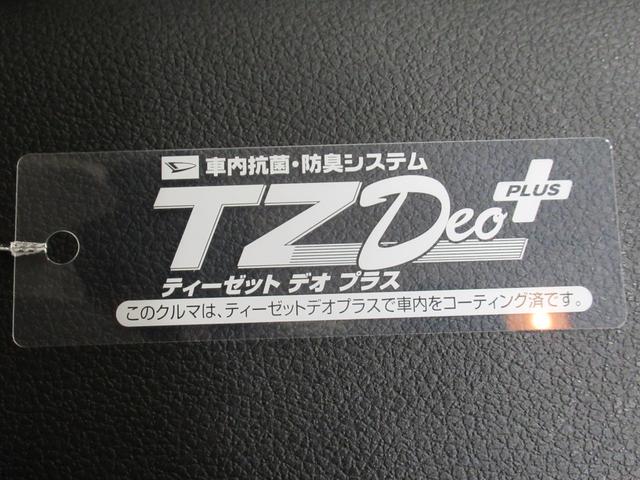 車内抗菌・防臭システム
TZ Deo PLUS
ティーゼット デオ プラス
このクルマは、ティーゼットデオプラスで車内をコーティング済です。